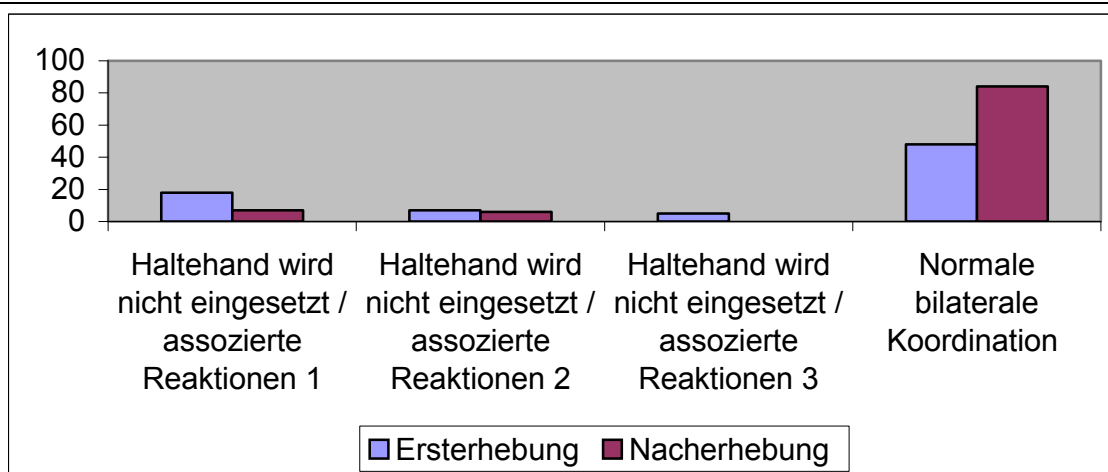 100
80
60
40
20
0
Haltehand wird
nicht eingesetzt /
assozierte
Reaktionen 1
Haltehand wird
nicht eingesetzt /
assozierte
Reaktionen 2
Haltehand wird
nicht eingesetzt /
assozierte
Reaktionen 3
Normale
bilaterale
Koordination
Ersterhebung Nacherhebung